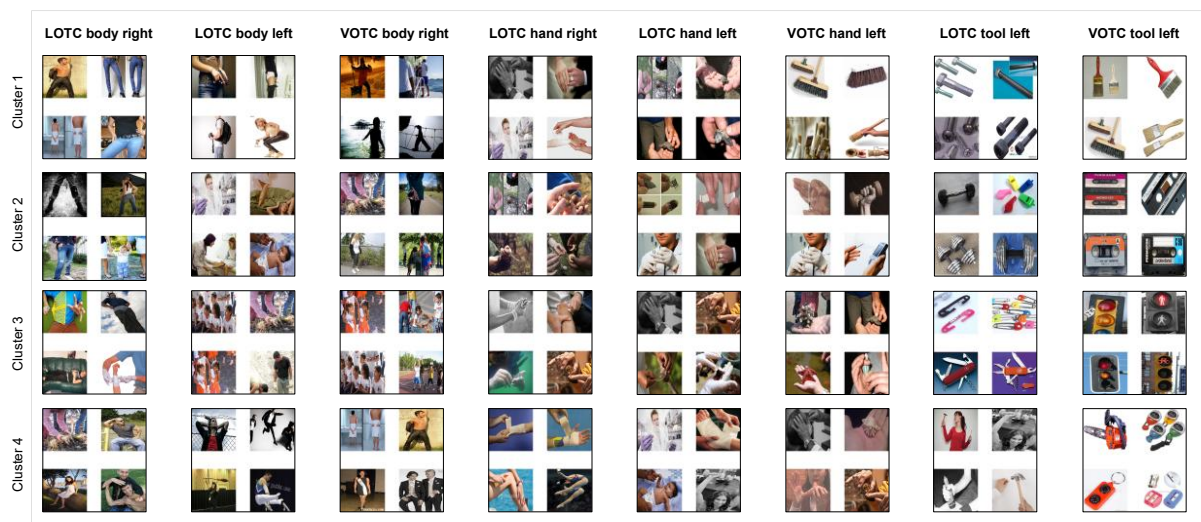 LOTC body right LOTC body left VOTC body right LOTC hand right LOTC hand left VOTC hand left LOTC tool left VOTC tool left
Cluster 1
Cluster 2
Cluster 3
Cluster 4